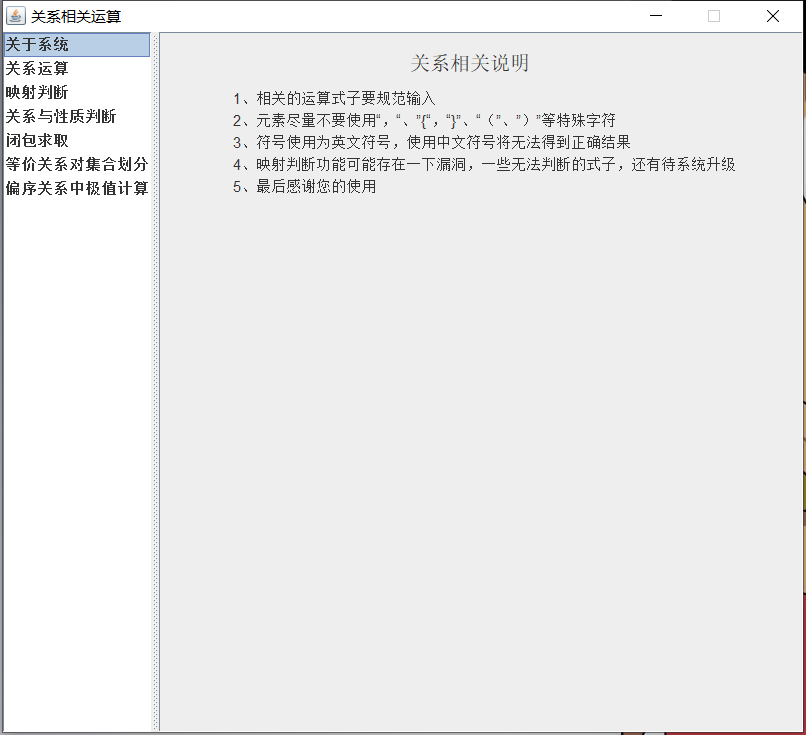 关系相关运算
关于系统
关系运算
映射判断
关系与性质判断
闭包求取
等价关系对集合划分
偏序关系中极值计算
关系相关说明
1、相关的运算式子要规范输入
2、元素尽量不要使用“，“、”{“，“}”、“（”、”）”等特殊字符
3、符号使用为英文符号，使用中文符号将无法得到正确结果
4、映射判断功能可能存在一下漏洞，一些无法判断的式子，还有待系统升级
5、最后感谢您的使用